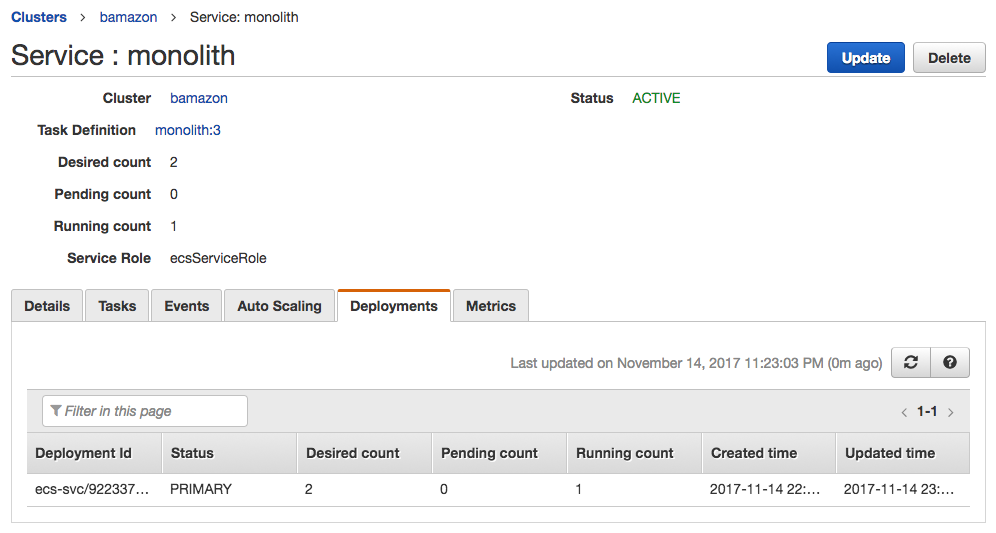 Clusters > bamazon > Service: monolith
Service : monolith
Update Delete
Cluster bamazon Status ACTIVE
Task Definition monolith:3
Desired count 2
Pending count 0
Running count 1
Service Role ecsServiceRole
Details Tasks Events Auto Scaling Deployments Metrics
Last updated on November 14, 2017 11:23:03 PM (0m ago)
Filter in this page < 1-1 >
Deployment Id Status Desired count Pending count Running count Created time Updated time
ecs-svc/922337... PRIMARY 2 0 1 2017-11-14 22:... 2017-11-14 23:...